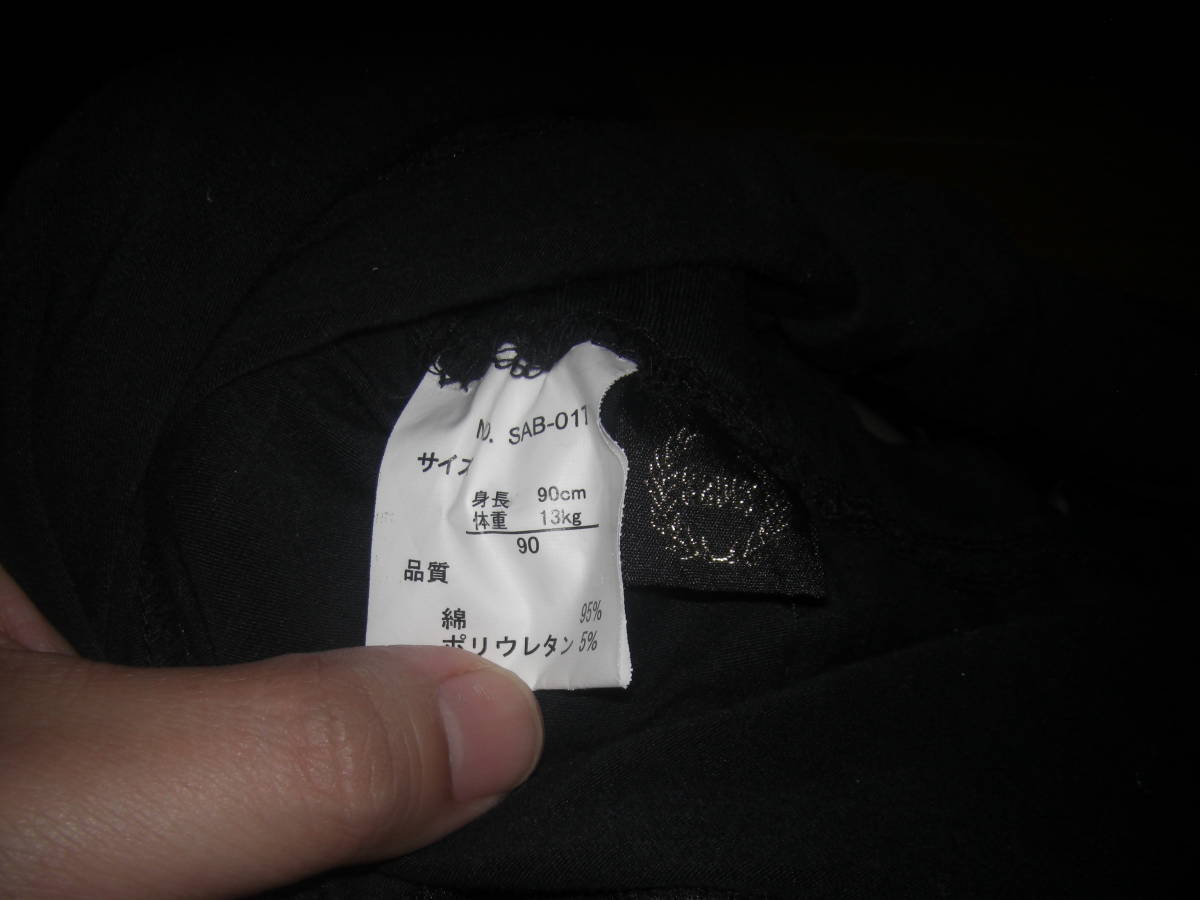 NO. SAB-011
サイズ
身長 90cm
体重 13kg
90
品質
綿 95%
ポリウレタン 5%